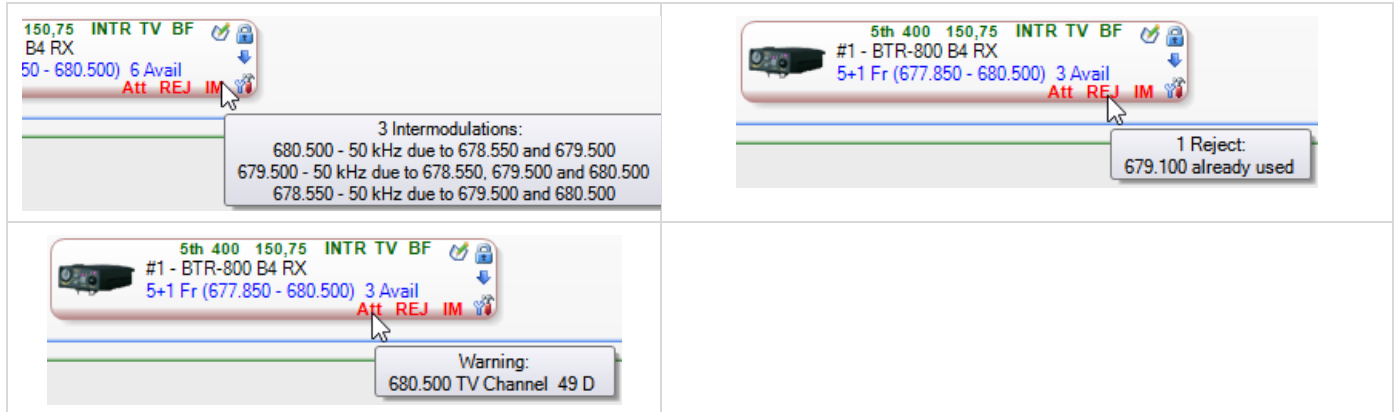 150,75 INTR TV BF
B4 RX
50 - 680.500) 6 Avail
Att REJ IM
3 Intermodulations:
680.500 - 50 kHz due to 678.550 and 679.500
679.500 - 50 kHz due to 678.550, 679.500 and 680.500
678.550 - 50 kHz due to 679.500 and 680.500
5th 400 150,75 INTR TV BF
#1 - BTR-800 B4 RX
5+1 Fr (677.850 - 680.500) 3 Avail
Att REJ IM
1 Reject:
679.100 already used
5th 400 150,75 INTR TV BF
#1 - BTR-800 B4 RX
5+1 Fr (677.850 - 680.500) 3 Avail
Att REJ IM
Warning:
680.500 TV Channel 49 D